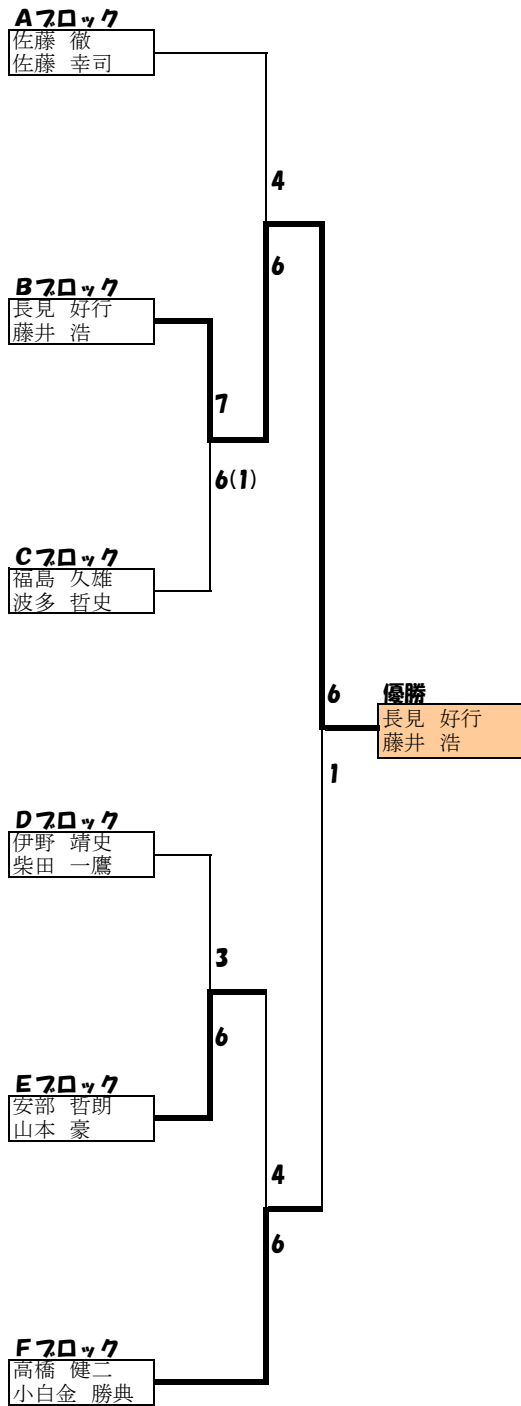 Aブロック
佐藤 徹
佐藤 幸司
4
6
Bブロック
長見 好行
藤井 浩
7
6(1)
Cブロック
福島 久雄
波多 哲史
6
優勝
長見 好行
藤井 浩
1
Dブロック
伊野 靖史
柴田 一鷹
3
6
Eブロック
安部 哲朗
山本 豪
4
6
Fブロック
高橋 健二
小白金 勝典